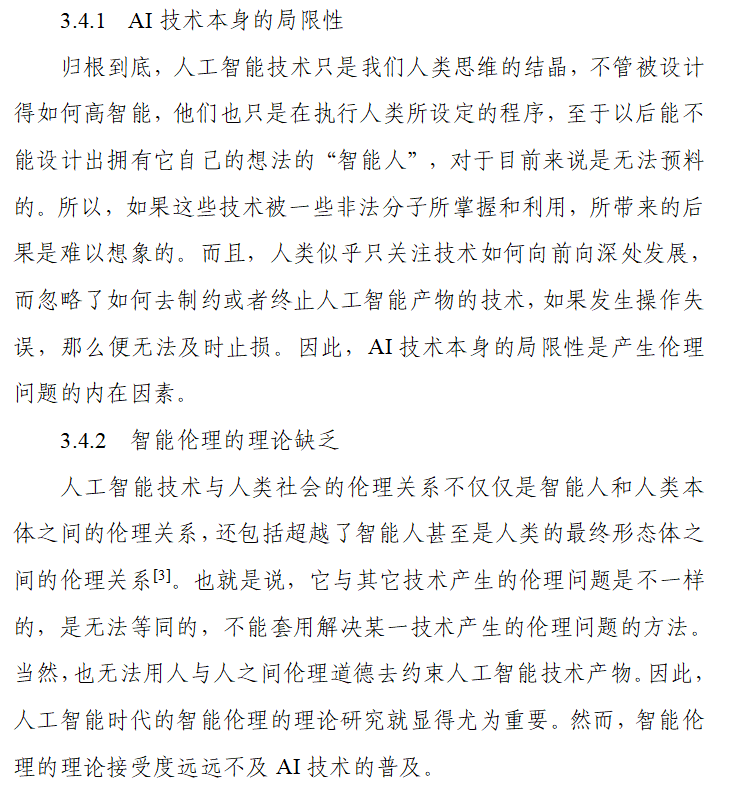 3.4.1 AI 技术本身的局限性
归根到底，人工智能技术只是我们人类思维的结晶，不管被设计
得如何高智能，他们也只是在执行人类所设定的程序，至于以后能不
能设计出拥有它自己的想法的“智能人”，对于目前来说是无法预料
的。所以，如果这些技术被一些非法分子所掌握和利用，所带来的后
果是难以想象的。而且，人类似乎只关注技术如何向前向深处发展，
而忽略了如何去制约或者终止人工智能产物的技术，如果发生操作失
误，那么便无法及时止损。因此，AI 技术本身的局限性是产生伦理
问题的内在因素。
3.4.2 智能伦理的理论缺乏
人工智能技术与人类社会的伦理关系不仅仅是智能人和人类本
体之间的伦理关系，还包括超越了智能人甚至是人类的最终形态体之
间的伦理关系[3]。也就是说，它与其它技术产生的伦理问题是不一样
的，是无法等同的，不能套用解决某一技术产生的伦理问题的方法。
当然，也无法用人与人之间伦理道德去约束人工智能技术产物。因此，
人工智能时代的智能伦理的理论研究就显得尤为重要。然而，智能伦
理的理论接受度远远不及 AI 技术的普及。